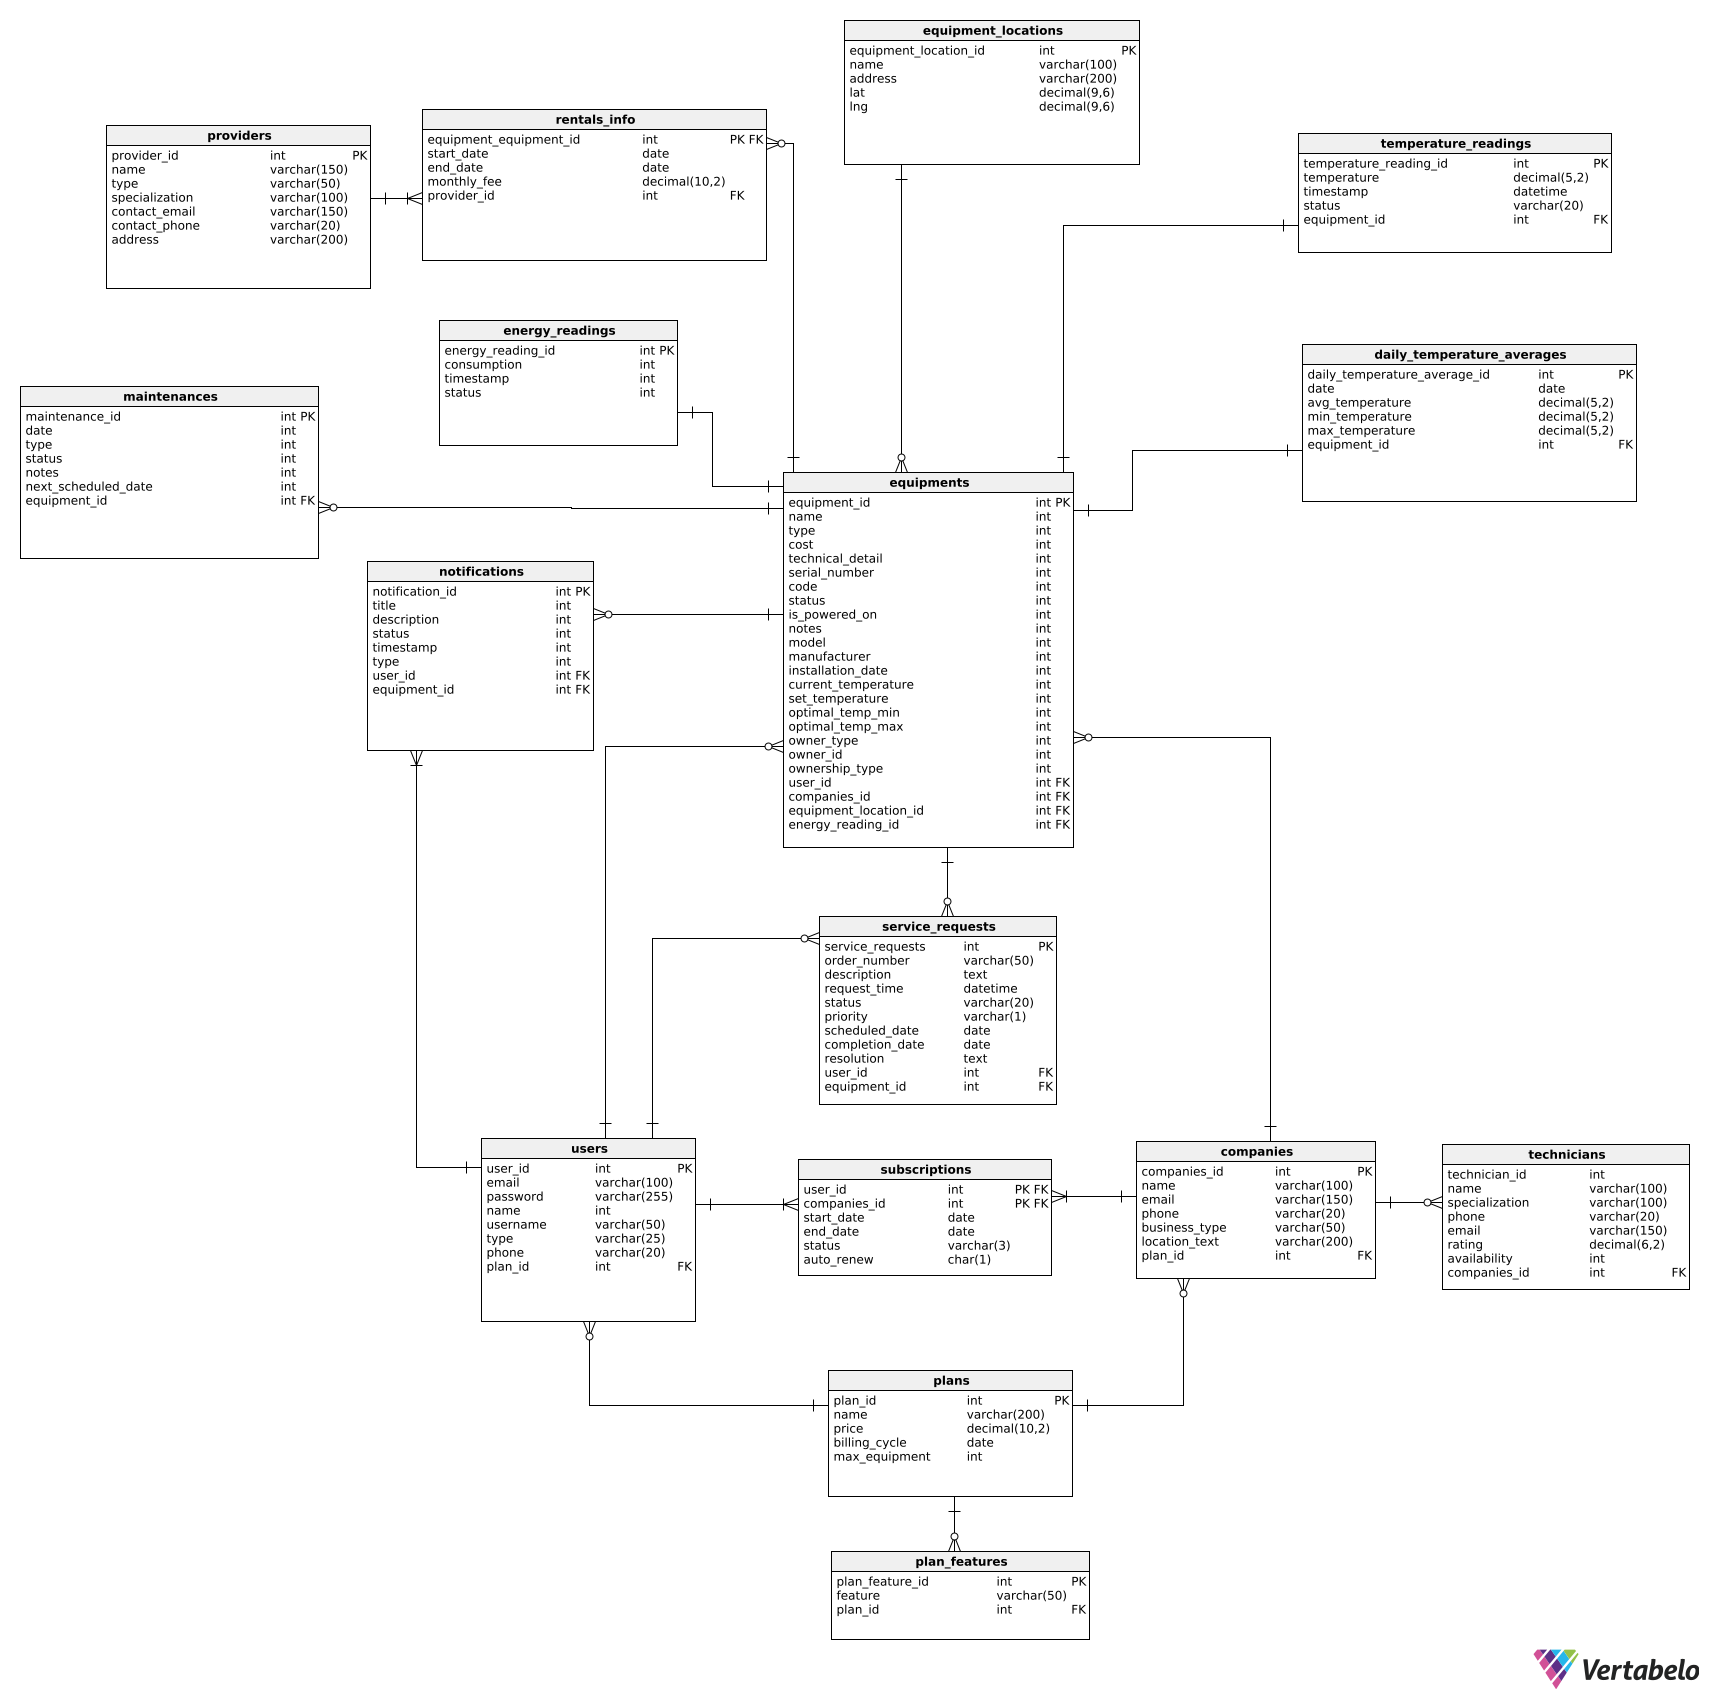 equipment_locations
equipment_location_id int PK
name varchar(100)
address varchar(200)
lat decimal(9,6)
lng decimal(9,6)
providers
provider_id int PK
name varchar(150)
type varchar(50)
specialization varchar(100)
contact_email varchar(150)
contact_phone varchar(20)
address varchar(200)
rentals_info
equipment_equipment_id int PK FK
start_date date
end_date date
monthly_fee decimal(10,2)
provider_id int FK
temperature_readings
temperature_reading_id int PK
temperature decimal(5,2)
timestamp datetime
status varchar(20)
equipment_id int FK
energy_readings
energy_reading_id int PK
consumption int
timestamp int
status int
daily_temperature_averages
daily_temperature_average_id int PK
date date
avg_temperature decimal(5,2)
min_temperature decimal(5,2)
max_temperature decimal(5,2)
equipment_id int FK
maintenances
maintenance_id int PK
date int
type int
status int
notes int
next_scheduled_date int
equipment_id int FK
equipments
equipment_id int PK
name int
type int
cost int
technical_detail int
serial_number int
code int
status int
is_powered_on int
notes int
model int
manufacturer int
installation_date int
current_temperature int
set_temperature int
optimal_temp_min int
optimal_temp_max int
owner_type int
owner_id int
ownership_type int
user_id int FK
companies_id int FK
equipment_location_id int FK
energy_reading_id int FK
notifications
notification_id int PK
title int
description int
status int
timestamp int
type int
user_id int FK
equipment_id int FK
service_requests
service_requests int PK
order_number varchar(50)
description text
request_time datetime
status varchar(20)
priority varchar(1)
scheduled_date date
completion_date date
resolution text
user_id int FK
equipment_id int FK
users
user_id int PK
email varchar(100)
password varchar(255)
name int
username varchar(50)
type varchar(25)
phone varchar(20)
plan_id int FK
subscriptions
user_id int PK FK
companies_id int PK FK
start_date date
end_date date
status varchar(3)
auto_renew char(1)
companies
companies_id int PK
name varchar(100)
email varchar(150)
phone varchar(20)
business_type varchar(50)
location_text varchar(200)
plan_id int FK
technicians
technician_id int
name varchar(100)
specialization varchar(100)
phone varchar(20)
email varchar(150)
rating decimal(6,2)
availability int
companies_id int FK
plans
plan_id int PK
name varchar(200)
price decimal(10,2)
billing_cycle date
max_equipment int
plan_features
plan_feature_id int PK
feature varchar(50)
plan_id int FK
Vertabelo